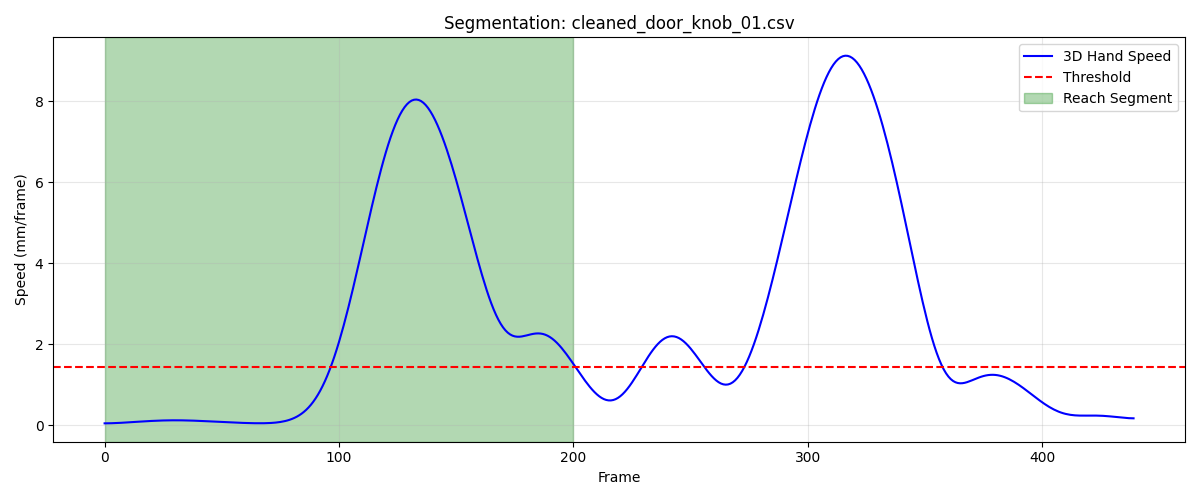 Segmentation: cleaned_door_knob_01.csv
3D Hand Speed
Threshold
Reach Segment
Speed (mm/frame)
8
6
4
2
0
0 100 200 300 400
Frame